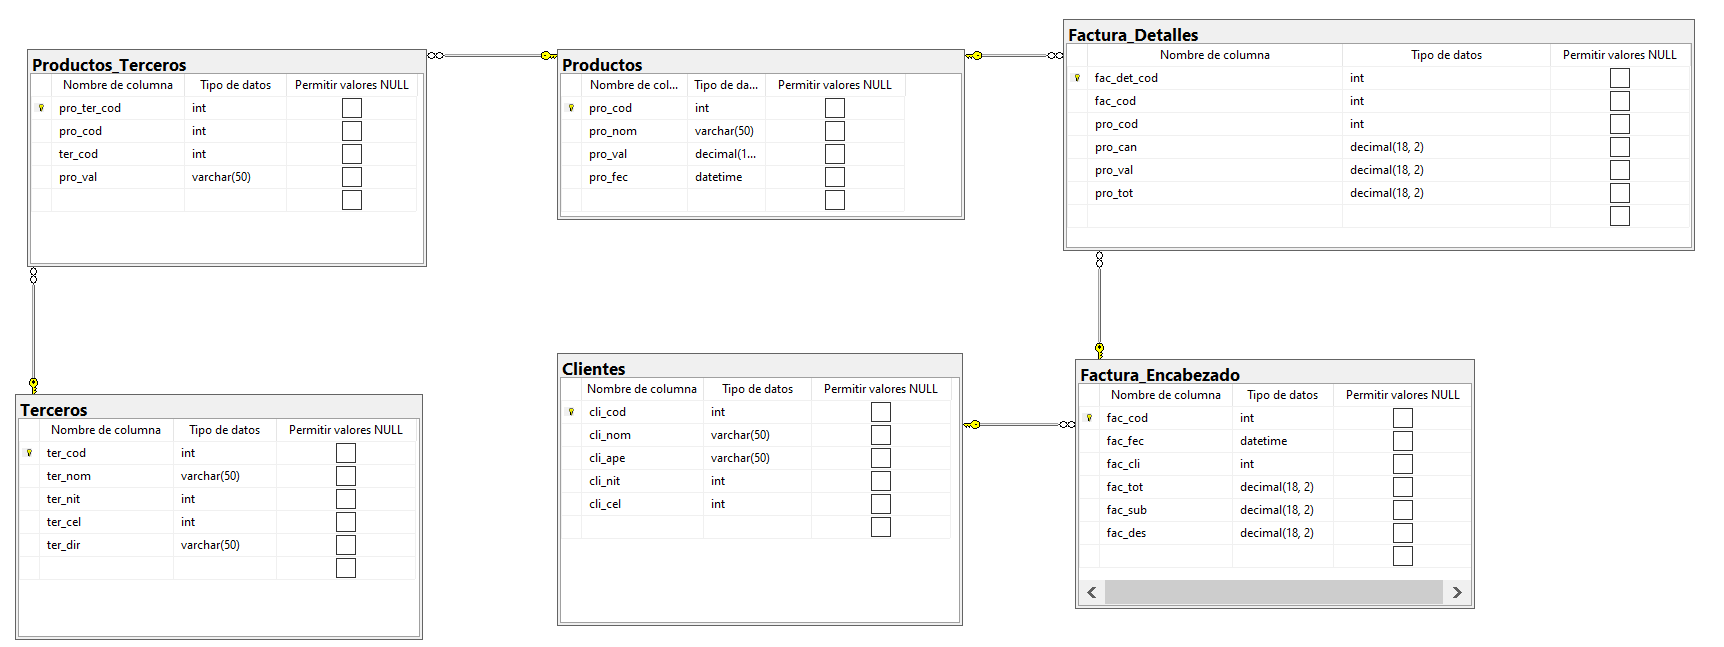 Productos_Terceros
Nombre de columna Tipo de datos Permitir valores NULL
pro_ter_cod int
pro_cod int
ter_cod int
pro_val varchar(50)
Productos
Nombre de col... Tipo de da... Permitir valores NULL
pro_cod int
pro_nom varchar(50)
pro_val decimal(1...
pro_fec datetime
Factura_Detalles
Nombre de columna Tipo de datos Permitir valores NULL
fac_det_cod int
fac_cod int
pro_cod int
pro_can decimal(18, 2)
pro_val decimal(18, 2)
pro_tot decimal(18, 2)
Terceros
Nombre de columna Tipo de datos Permitir valores NULL
ter_cod int
ter_nom varchar(50)
ter_nit int
ter_cel int
ter_dir varchar(50)
Clientes
Nombre de columna Tipo de datos Permitir valores NULL
cli_cod int
cli_nom varchar(50)
cli_ape varchar(50)
cli_nit int
cli_cel int
Factura_Encabezado
Nombre de columna Tipo de datos Permitir valores NULL
fac_cod int
fac_fec datetime
fac_cli int
fac_tot decimal(18, 2)
fac_sub decimal(18, 2)
fac_des decimal(18, 2)